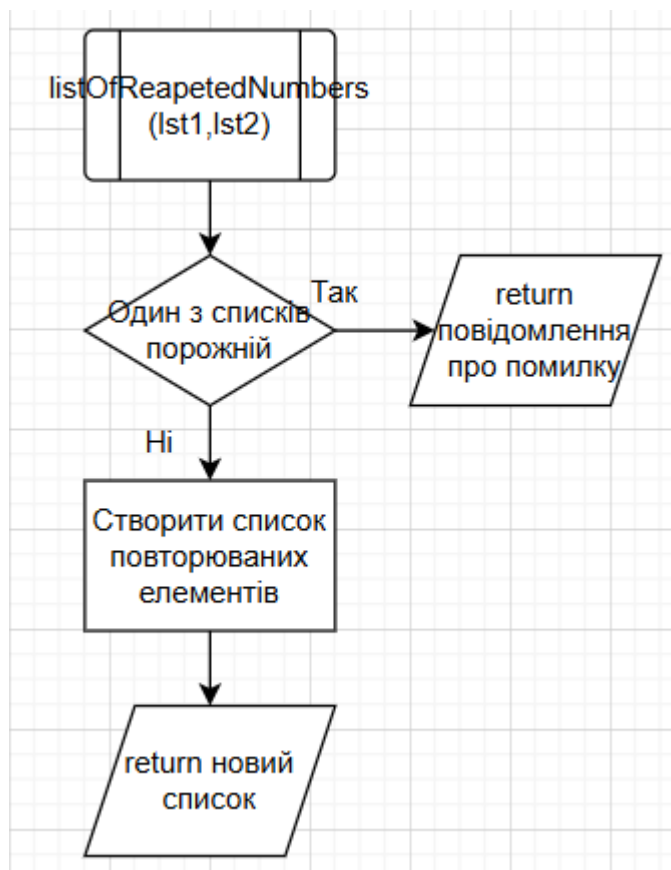 listOfReapetedNumbers
(lst1,lst2)
Один з списків
порожній
Так
return
повідомлення
про помилку
Ні
Створити список
повторюваних
елементів
return новий
список